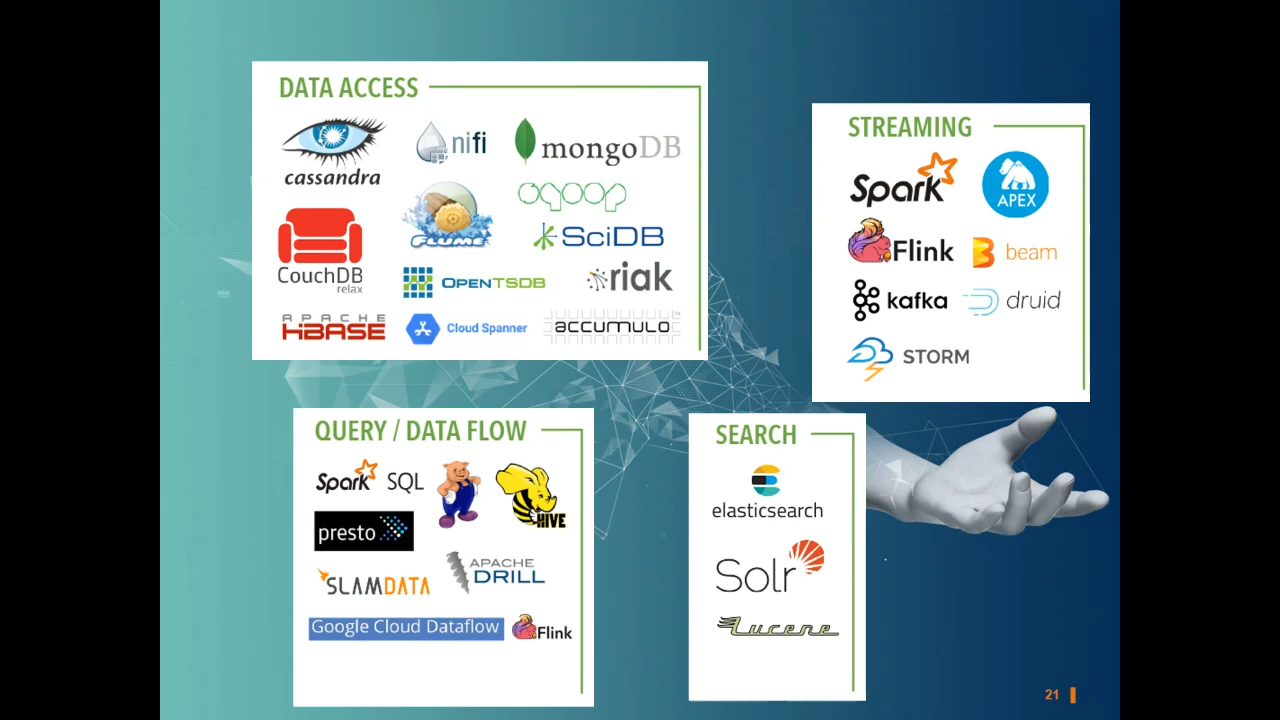 DATA ACCESS
cassandra
nifi
mongoDB
sqoop
FLUME
SciDB
CouchDB
relax
OPENTSDB
riak
APACHE
HBASE
Cloud Spanner
accumulo
STREAMING
Spark
APEX
Flink
beam
kafka
druid
STORM
QUERY / DATA FLOW
Spark SQL
HIVE
presto
APACHE
DRILL
SLAMDATA
Google Cloud Dataflow
Flink
SEARCH
elasticsearch
Solr
Lucene
21